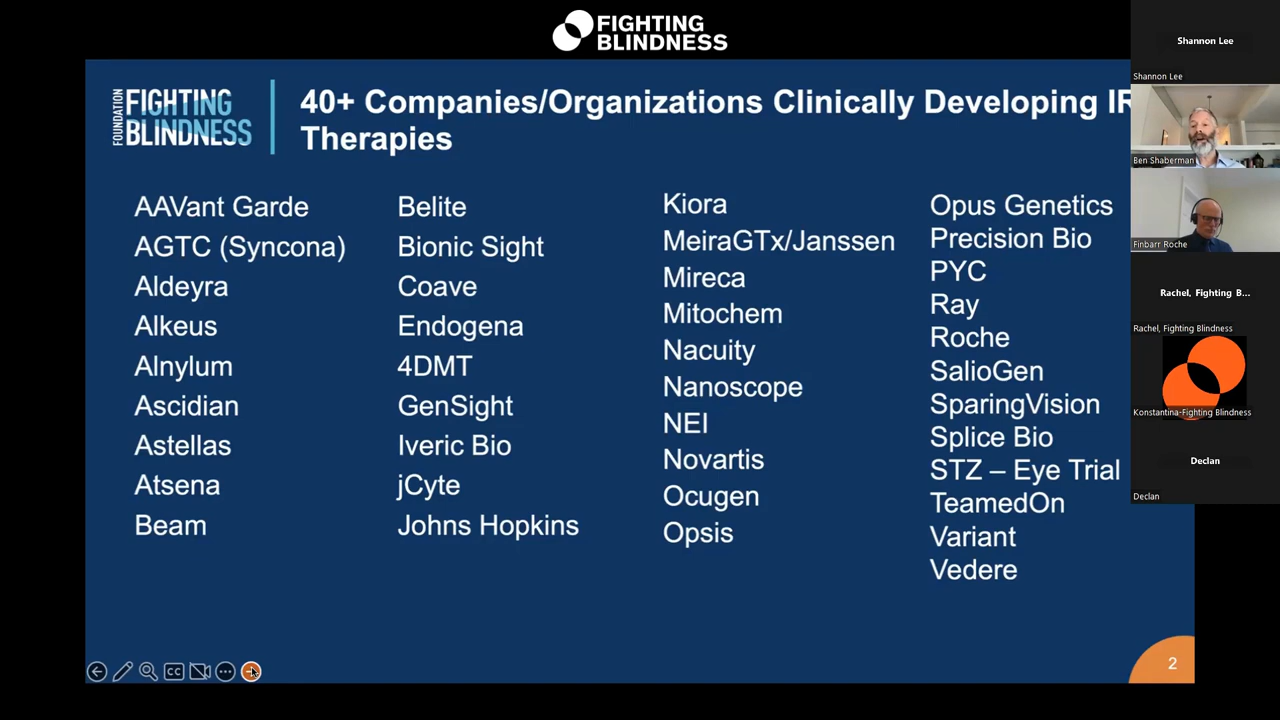 FIGHTING
BLINDNESS
FOUNDATION
FIGHTING
BLINDNESS
40+ Companies/Organizations Clinically Developing IR
Therapies
AAVant Garde
AGTC (Syncona)
Aldeyra
Alkeus
Alnylum
Ascidian
Astellas
Atsena
Beam
Belite
Bionic Sight
Coave
Endogena
4DMT
GenSight
Iveric Bio
jCyte
Johns Hopkins
Kiora
MeiraGTx/Janssen
Mireca
Mitochem
Nacuity
Nanoscope
NEI
Novartis
Ocugen
Opsis
Opus Genetics
Precision Bio
PYC
Ray
Roche
SalioGen
SparingVision
Splice Bio
STZ – Eye Trial
TeamedOn
Variant
Vedere
CC
2
Shannon Lee
Shannon Lee
Ben Shaberman
Finbarr Roche
Rachel, Fighting B...
Rachel, Fighting Blindness
Konstantina-Fighting Blindness
Declan
Declan